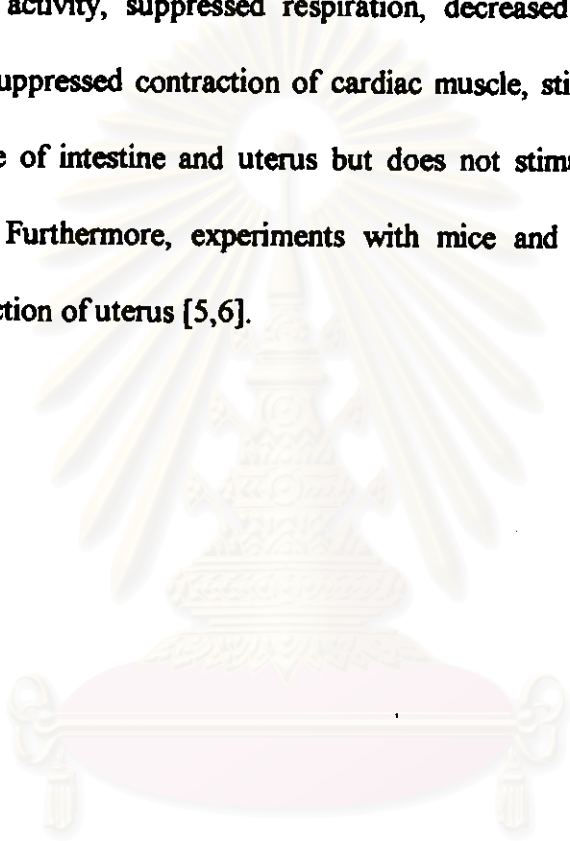 activity, suppressed respiration, decreased
uppressed contraction of cardiac muscle, sti
e of intestine and uterus but does not stim
Furthermore, experiments with mice and
ction of uterus [5,6].